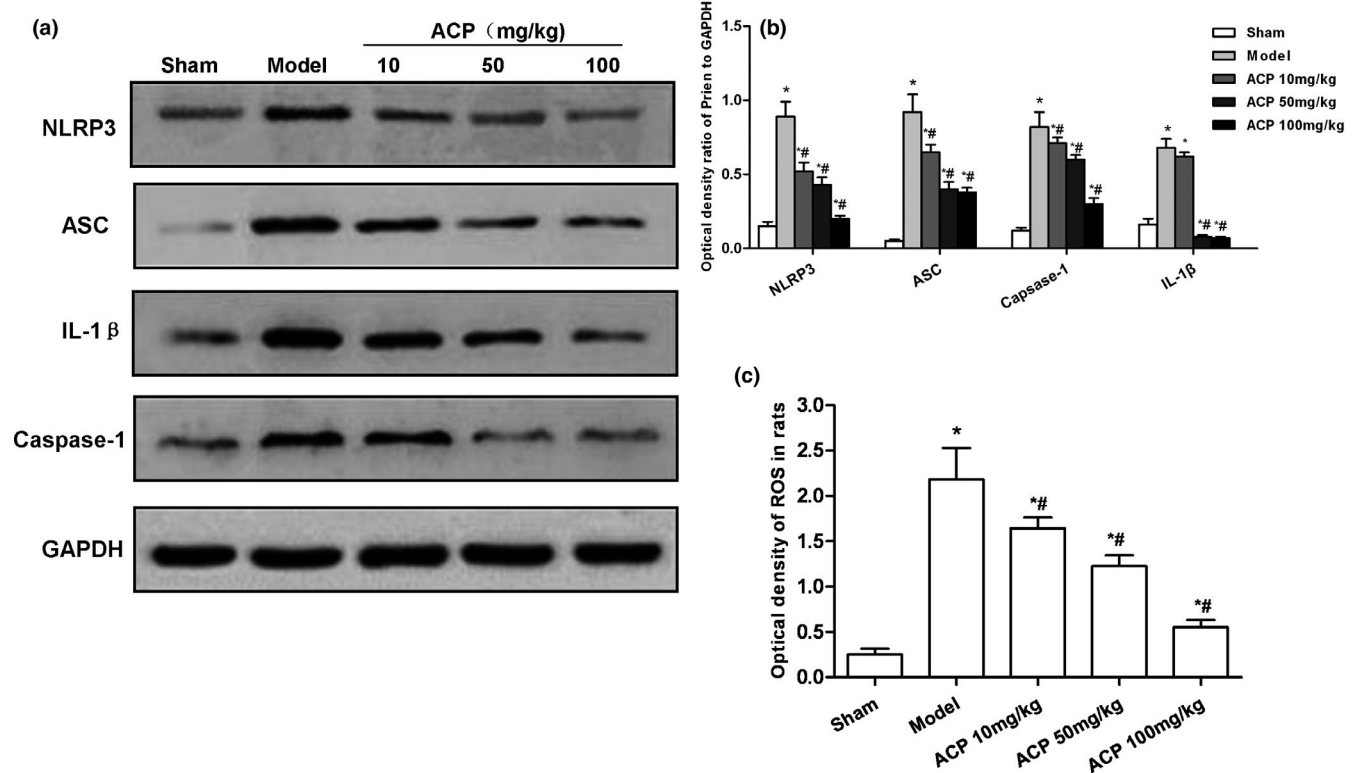 (a)
ACP（mg/kg)
Sham Model 10 50 100
NLRP3
ASC
IL-1β
Caspase-1
GAPDH
(b)
Optical density ratio of Prien to GAPDH
1.5
1.0
0.5
0.0
* *# *# *#
* *# *# *#
* *# *# *#
* * *# *#
NLRP3 ASC Capsase-1 IL-1β
Sham
Model
ACP 10mg/kg
ACP 50mg/kg
ACP 100mg/kg
(c)
Optical density of ROS in rats
3.0
2.5
2.0
1.5
1.0
0.5
0.0
* *# *# *#
Sham Model ACP 10mg/kg ACP 50mg/kg ACP 100mg/kg